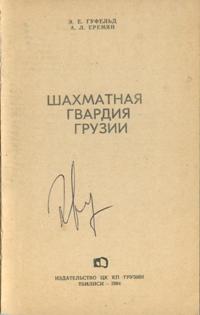 Э. Е. ГУФЕЛЬД
А. Л. ЕРЕМЯН
ШАХМАТНАЯ
ГВАРДИЯ
ГРУЗИИ
ИЗДАТЕЛЬСТВО ЦК КП ГРУЗИИ
ТБИЛИСИ — 1984